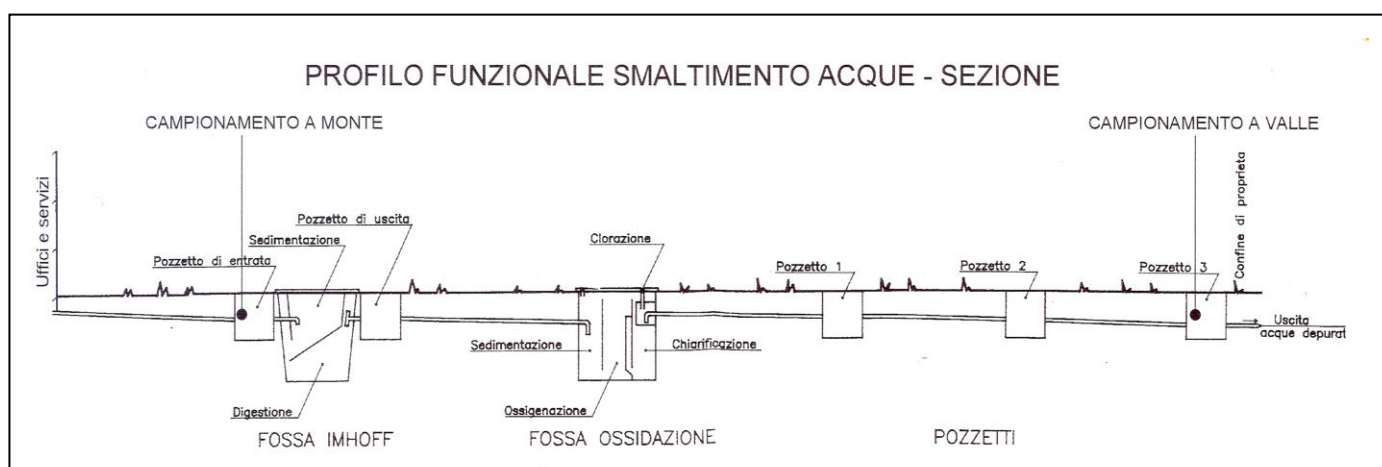 PROFILO FUNZIONALE SMALTIMENTO ACQUE - SEZIONE
CAMPIONAMENTO A MONTE
CAMPIONAMENTO A VALLE
Uffici e servizi
Pozzetto di entrata
Sedimentazione
Pozzetto di uscita
Clorazione
Pozzetto 1
Pozzetto 2
Pozzetto 3
Confine di proprieta
Sedimentazione
Chiarificazione
Uscita
acque depurat
Digestione
Ossigenazione
FOSSA IMHOFF
FOSSA OSSIDAZIONE
POZZETTI